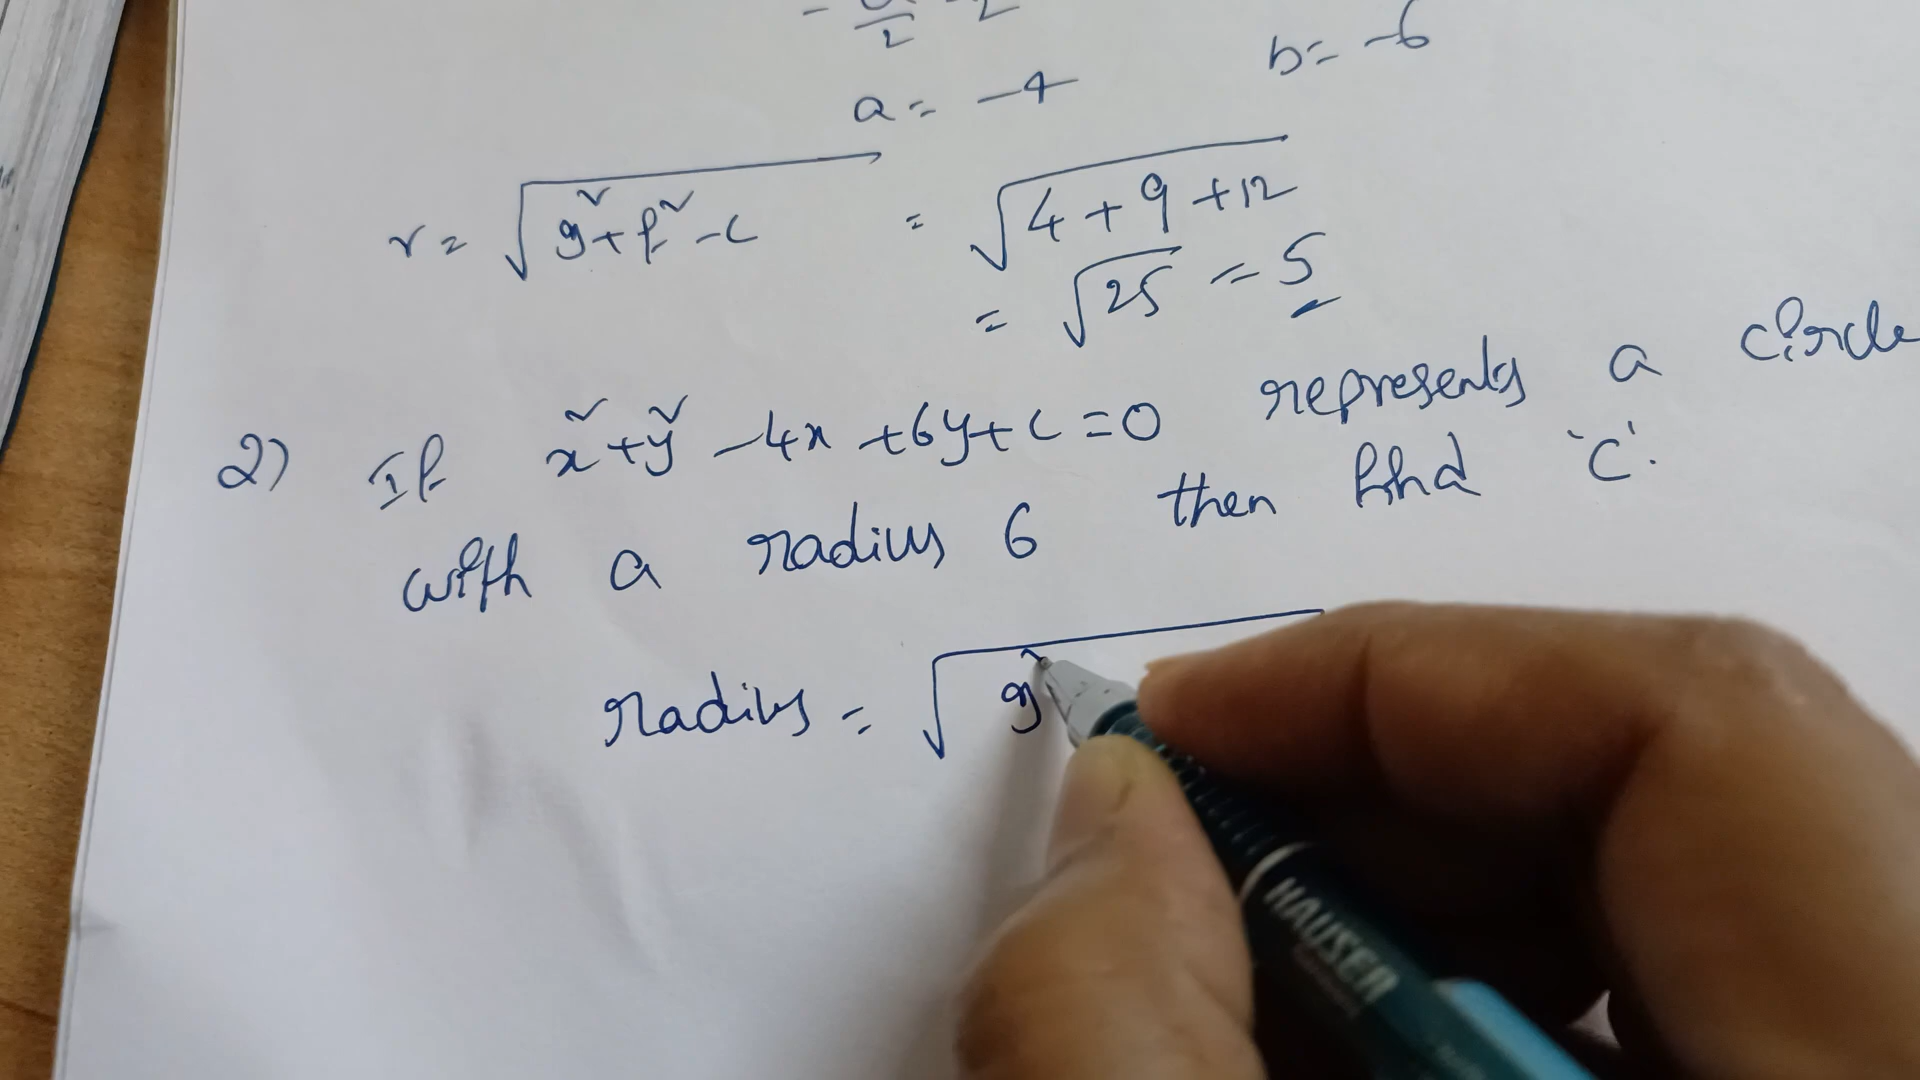 a = -4 b = -6
r = √(g² + f² - c) = √(4 + 9 + 12)
= √25 = 5
2) If x² + y² - 4x + 6y + c = 0 represents a circle
with a radius 6 then find 'c'.
radius = √g²
HAUSER